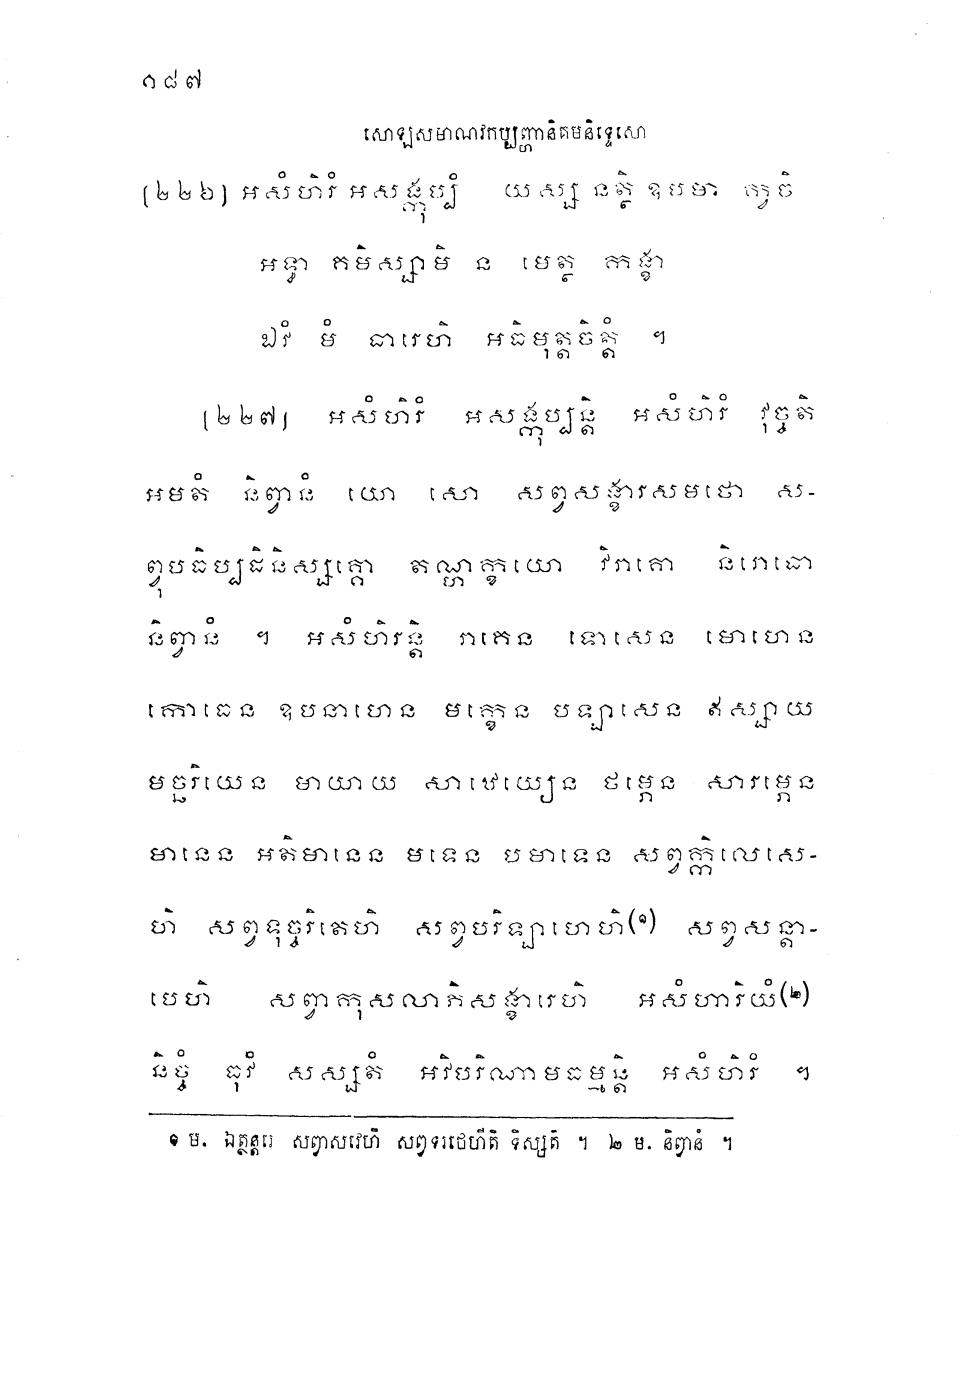 ១៨៧
សោឡសមាណវកប្បញ្ហានិគមនិទ្ទេសោ
(២២៦) អសំហិរំ អសង្កុប្បំ យស្ស នត្ថិ ឧបមា ក្វចិ
អទ្ធា គមិស្សាមិ ន មេត្ថ កង្ខា
ឯវំ មំ ធារេហិ អធិមុត្តចិត្តំ ។
(២២៧) អសំហិរំ អសង្កុប្បន្តិ អសំហិរំ វុច្ចតិ
អមតំ និព្វានំ យោ សោ សព្វសង្ខារសមថោ ស-
ព្វុបធិប្បដិនិស្សគ្គោ តណ្ហក្ខយោ វិរាគោ និរោធោ
និព្វានំ ។ អសំហិរន្តិ រាគេន ទោសេន មោហេន
កោធេន ឧបនាហេន មក្ខេន បឡាសេន ឥស្សាយ
មច្ឆរិយេន មាយាយ សាឋេយ្យេន ថម្ភេន សារម្ភេន
មានេន អតិមានេន មទេន បមាទេន សព្វក្កិលេសេ-
ហិ សព្វទុច្ចរិតេហិ សព្វបរិឡាហេហិ(១) សព្វសន្តា-
បេហិ សព្វាកុសលាភិសង្ខារេហិ អសំហារិយំ(២)
និច្ចំ ធុវំ សស្សតំ អវិបរិណាមធម្មន្តិ អសំហិរំ ។
១ ម. ឯត្ថន្តរេ សព្វាសវេហិ សព្វទរថេហីតិ ទិស្សតិ ។ ២ ម. និព្វានំ ។